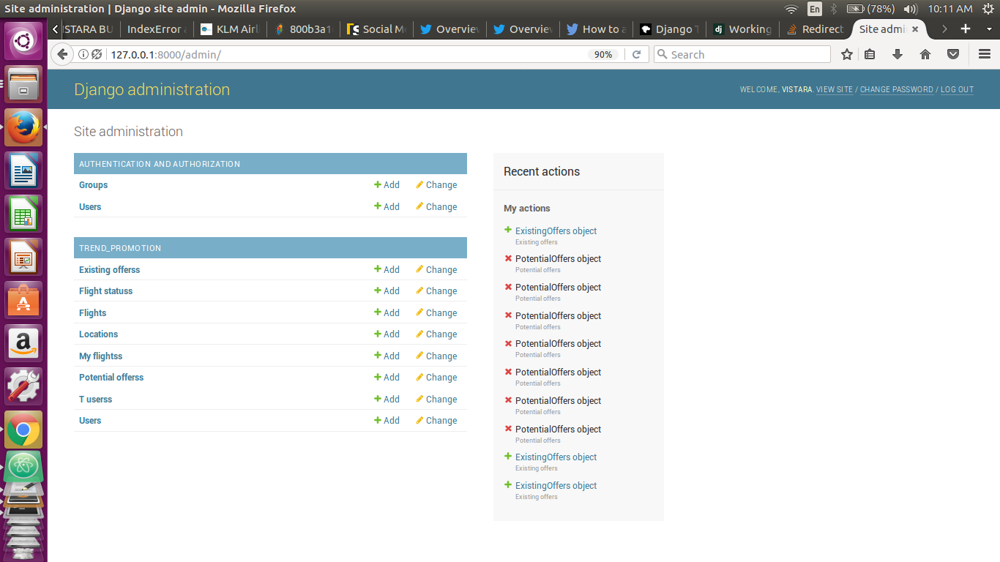 Site administration | Django site admin - Mozilla Firefox
En (78%) 10:11 AM
ISTARA BU IndexError KLM Airl 800b3a1 Social M Overview Overview How to a Django T Working Redirect Site admi
127.0.0.1:8000/admin/ 90% Search
Django administration
WELCOME, VISTARA. VIEW SITE / CHANGE PASSWORD / LOG OUT
Site administration
AUTHENTICATION AND AUTHORIZATION
Groups Add Change
Users Add Change
TREND_PROMOTION
Existing offerss Add Change
Flight statuss Add Change
Flights Add Change
Locations Add Change
My flightss Add Change
Potential offerss Add Change
T userss Add Change
Users Add Change
Recent actions
My actions
ExistingOffers object
Existing offers
PotentialOffers object
Potential offers
PotentialOffers object
Potential offers
PotentialOffers object
Potential offers
PotentialOffers object
Potential offers
PotentialOffers object
Potential offers
PotentialOffers object
Potential offers
PotentialOffers object
Potential offers
ExistingOffers object
Existing offers
ExistingOffers object
Existing offers